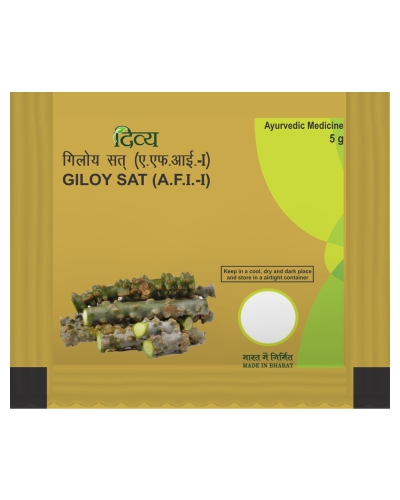 दिव्य
गिलोय सत् (ए.एफ.आई.-I)
GILOY SAT (A.F.I.-I)
Ayurvedic Medicine
5 g
Keep in a cool, dry and dark place
and store in a airtight container
भारत में निर्मित
MADE IN BHARAT